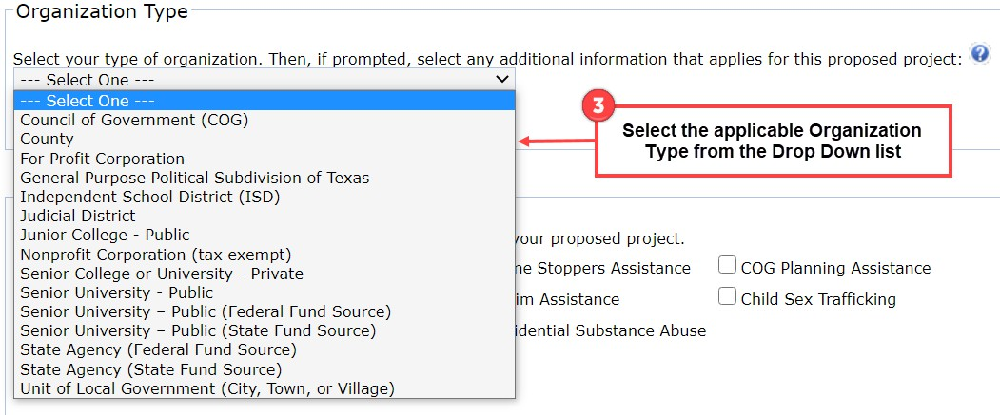 Organization Type
Select your type of organization. Then, if prompted, select any additional information that applies for this proposed project: ?
--- Select One ---
--- Select One ---
Council of Government (COG)
County
For Profit Corporation
General Purpose Political Subdivision of Texas
Independent School District (ISD)
Judicial District
Junior College - Public
Nonprofit Corporation (tax exempt)
Senior College or University - Private
Senior University - Public
Senior University – Public (Federal Fund Source)
Senior University – Public (State Fund Source)
State Agency (Federal Fund Source)
State Agency (State Fund Source)
Unit of Local Government (City, Town, or Village)
3
Select the applicable Organization
Type from the Drop Down list
your proposed project.
ne Stoppers Assistance
COG Planning Assistance
im Assistance
Child Sex Trafficking
idential Substance Abuse